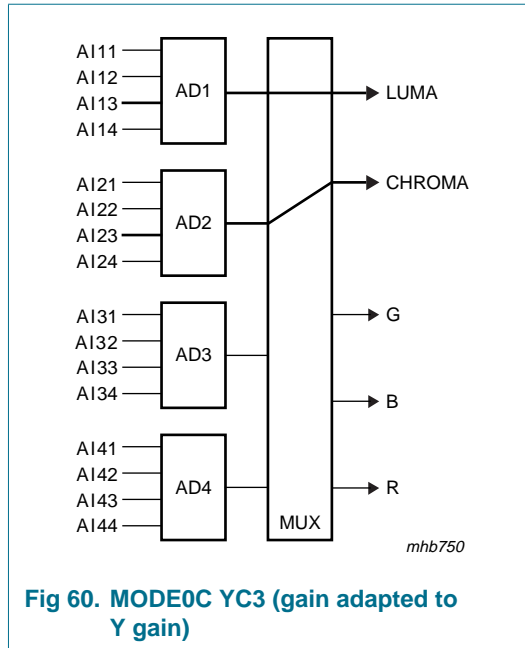 AI11
AI12
AI13
AI14
AD1
LUMA
AI21
AI22
AI23
AI24
AD2
CHROMA
AI31
AI32
AI33
AI34
AD3
G
B
AI41
AI42
AI43
AI44
AD4
R
MUX
mhb750
Fig 60. MODE0C YC3 (gain adapted to
Y gain)